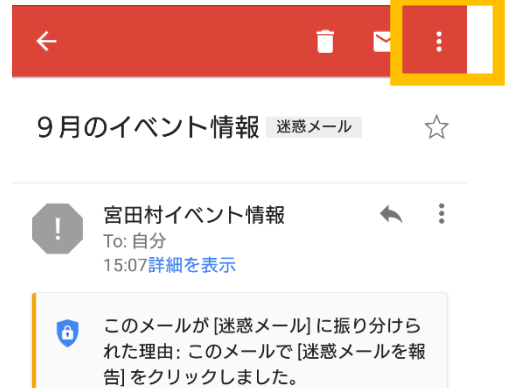 ９月のイベント情報 迷惑メール
宮田村イベント情報
To: 自分
15:07詳細を表示
このメールが [迷惑メール] に振り分けら
れた理由: このメールで [迷惑メールを報
告] をクリックしました。